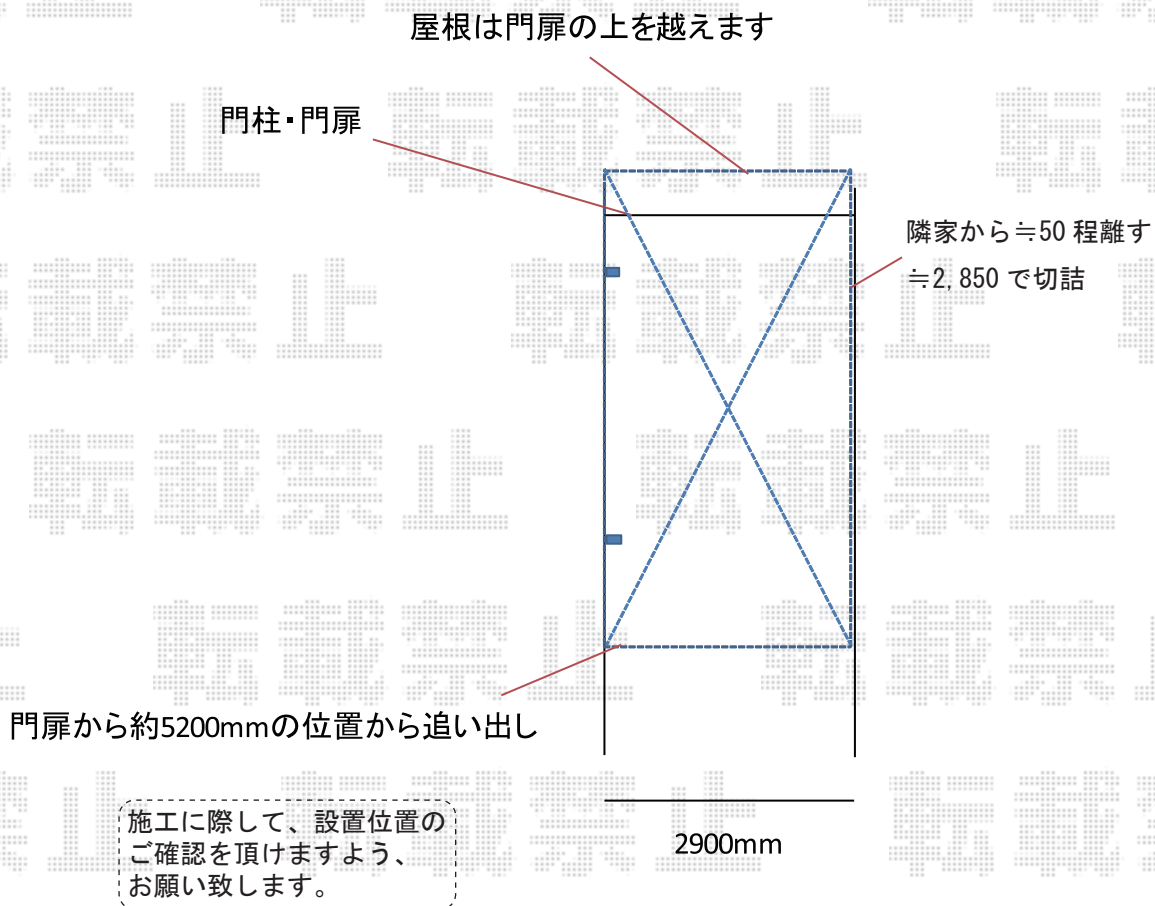 屋根は門扉の上を越えます
門柱・門扉
隣家から≒50 程離す
≒2,850 で切詰
門扉から約5200mmの位置から追い出し
施工に際して、設置位置の
ご確認を頂けますよう、
お願い致します。
2900mm
転載禁止